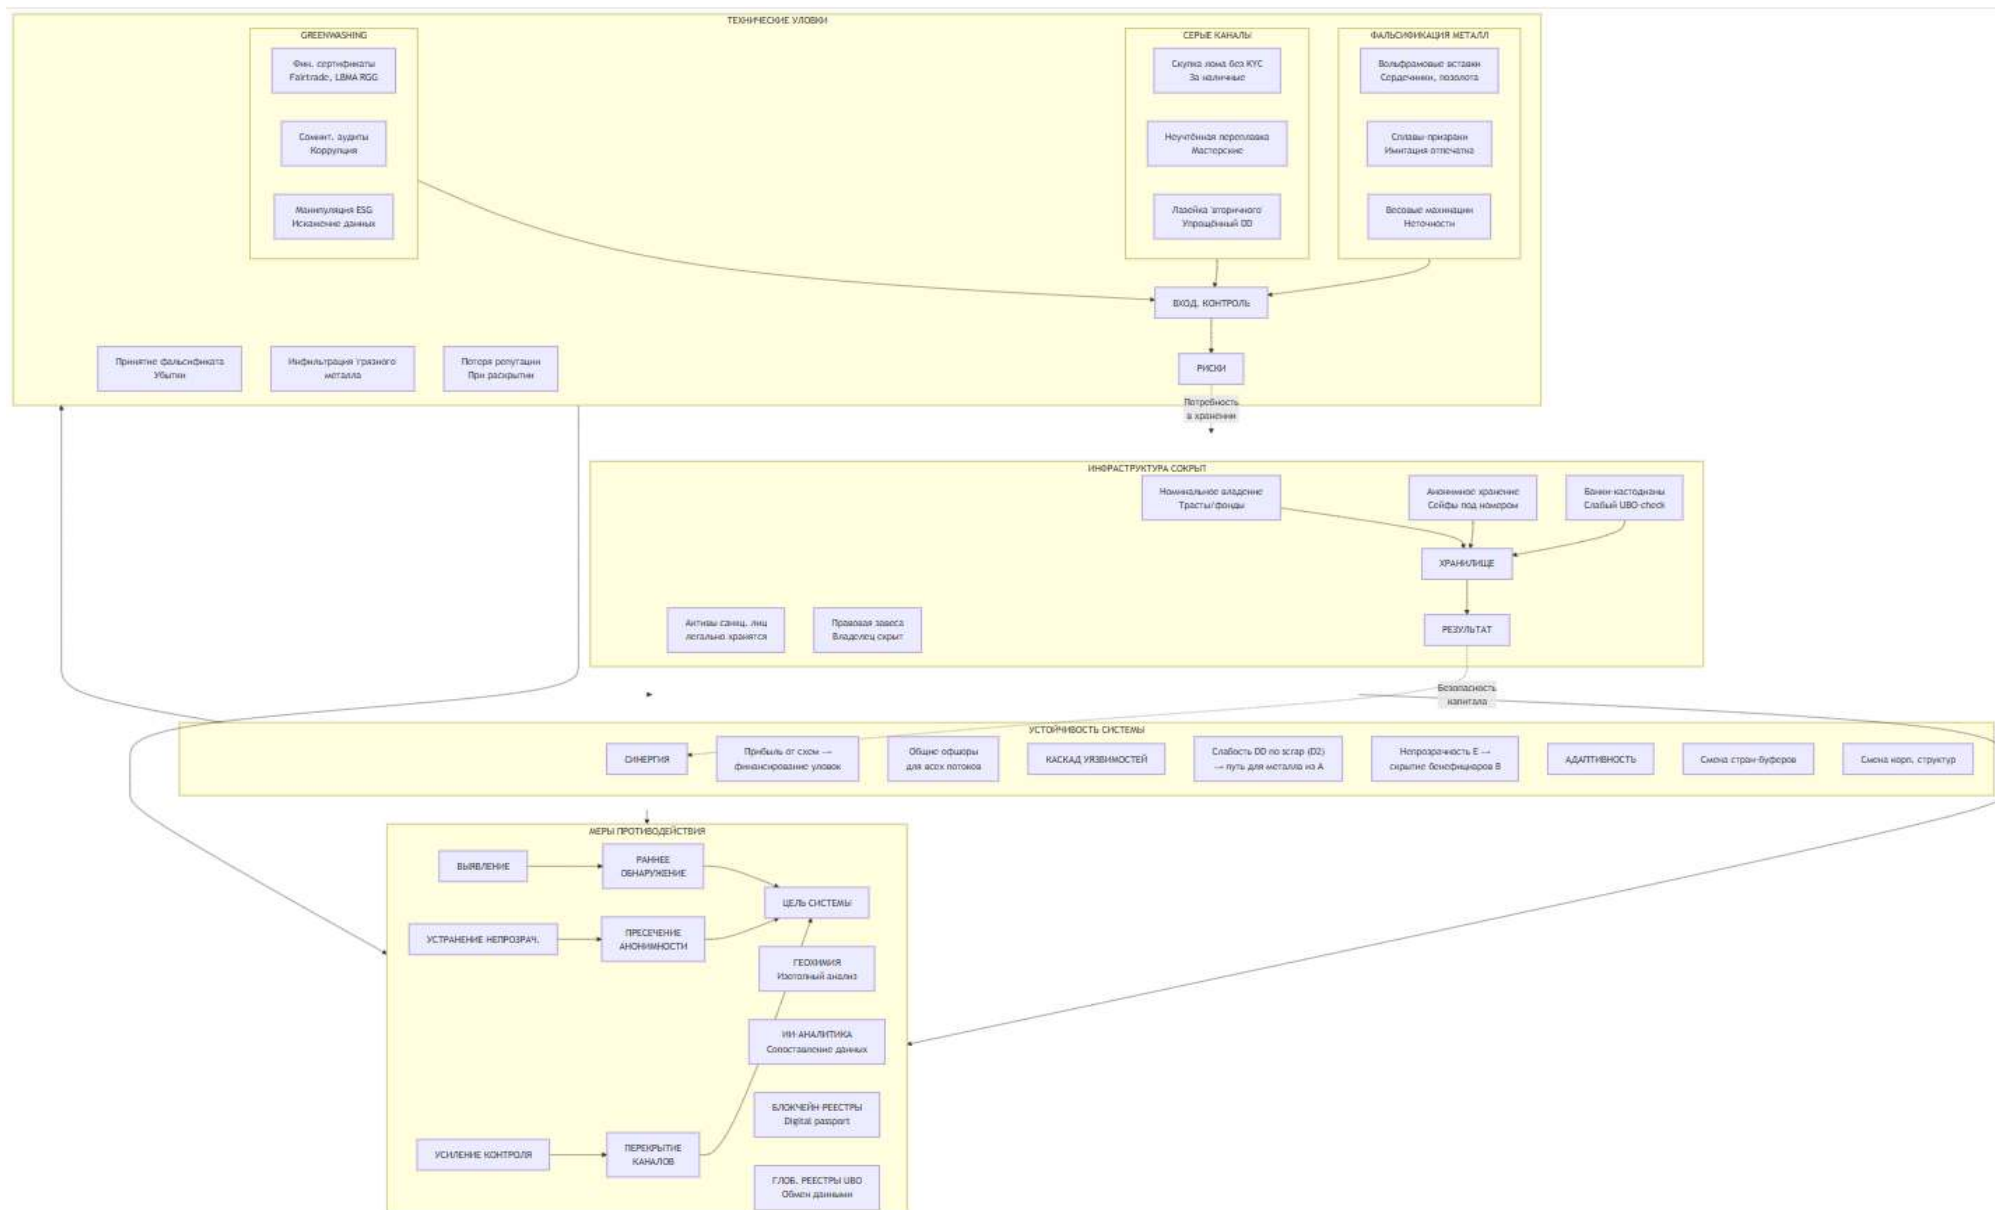 ТЕХНИЧЕСКИЕ УЛОВКИ
GREENWASHING
Фик. сертификаты
Fairtrade, LBMA RGG
Сомнит. аудиты
Коррупция
Манипуляция ESG
Искажение данных
СЕРЫЕ КАНАЛЫ
Скупка лома без KYC
За наличные
Неучтённая переплавка
Мастерские
Лазейка 'вторичного'
Упрощённый DD
ФАЛЬСИФИКАЦИЯ МЕТАЛЛ
Вольфрамовые вставки
Сердечники, позолота
Сплавы-призраки
Имитация отпечатка
Весовые махинации
Неточности
ВХОД. КОНТРОЛЬ
РИСКИ
Принятие фальсификата
Убытки
Инфильтрация 'грязного'
металла
Потеря репутации
При раскрытии
Потребность
в хранении
ИНФРАСТРУКТУРА СОКРЫТ
Номинальное владение
Трасты/фонды
Анонимное хранение
Сейфы под номером
Банки-кастодианы
Слабый UBO-check
ХРАНИЛИЩЕ
РЕЗУЛЬТАТ
Активы санкц. лиц
легально хранятся
Правовая завеса
Владелец скрыт
Безопасность
капитала
УСТОЙЧИВОСТЬ СИСТЕМЫ
СИНЕРГИЯ
Прибыль от схем →
финансирование уловок
Общие офшоры
для всех потоков
КАСКАД УЯЗВИМОСТЕЙ
Слабость DD по scrap (D2)
→ путь для металла из A
Непрозрачность E →
скрытие бенефициаров B
АДАПТИВНОСТЬ
Смена стран-буферов
Смена корп. структур
МЕРЫ ПРОТИВОДЕЙСТВИЯ
ВЫЯВЛЕНИЕ
РАННЕЕ
ОБНАРУЖЕНИЕ
ЦЕЛЬ СИСТЕМЫ
УСТРАНЕНИЕ НЕПРОЗРАЧ.
ПРЕСЕЧЕНИЕ
АНОНИМНОСТИ
ГЕОХИМИЯ
Изотопный анализ
ИИ-АНАЛИТИКА
Сопоставление данных
БЛОКЧЕЙН-РЕЕСТРЫ
Digital passport
УСИЛЕНИЕ КОНТРОЛЯ
ПЕРЕКРЫТИЕ
КАНАЛОВ
ГЛОБ. РЕЕСТРЫ UBO
Обмен данными